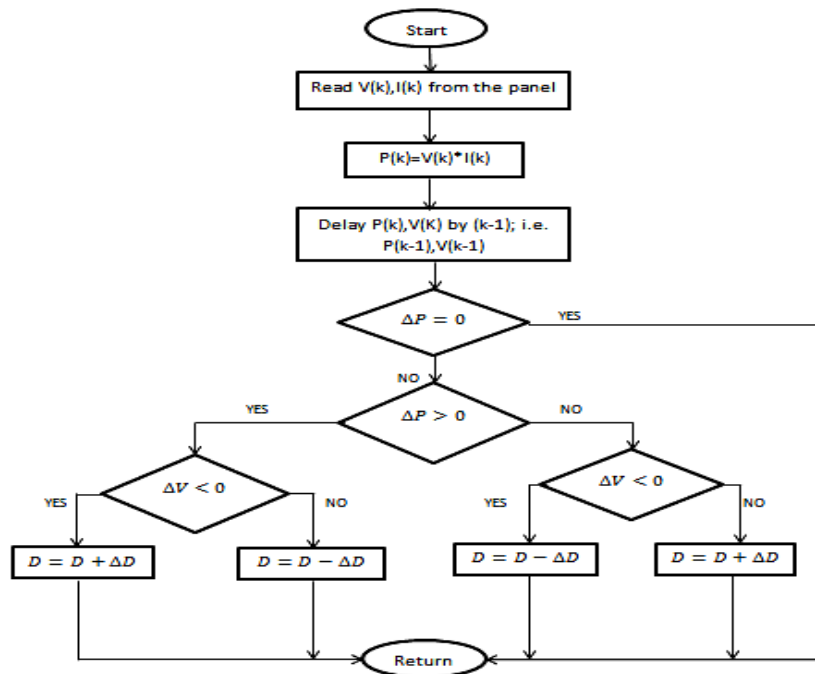 Start
Read V(k),I(k) from the panel
P(k)=V(k)*I(k)
Delay P(k),V(K) by (k-1); i.e.
P(k-1),V(k-1)
ΔP = 0
YES
NO
ΔP > 0
YES
NO
ΔV < 0
YES
NO
ΔV < 0
YES
NO
D = D + ΔD
D = D − ΔD
D = D − ΔD
D = D + ΔD
Return